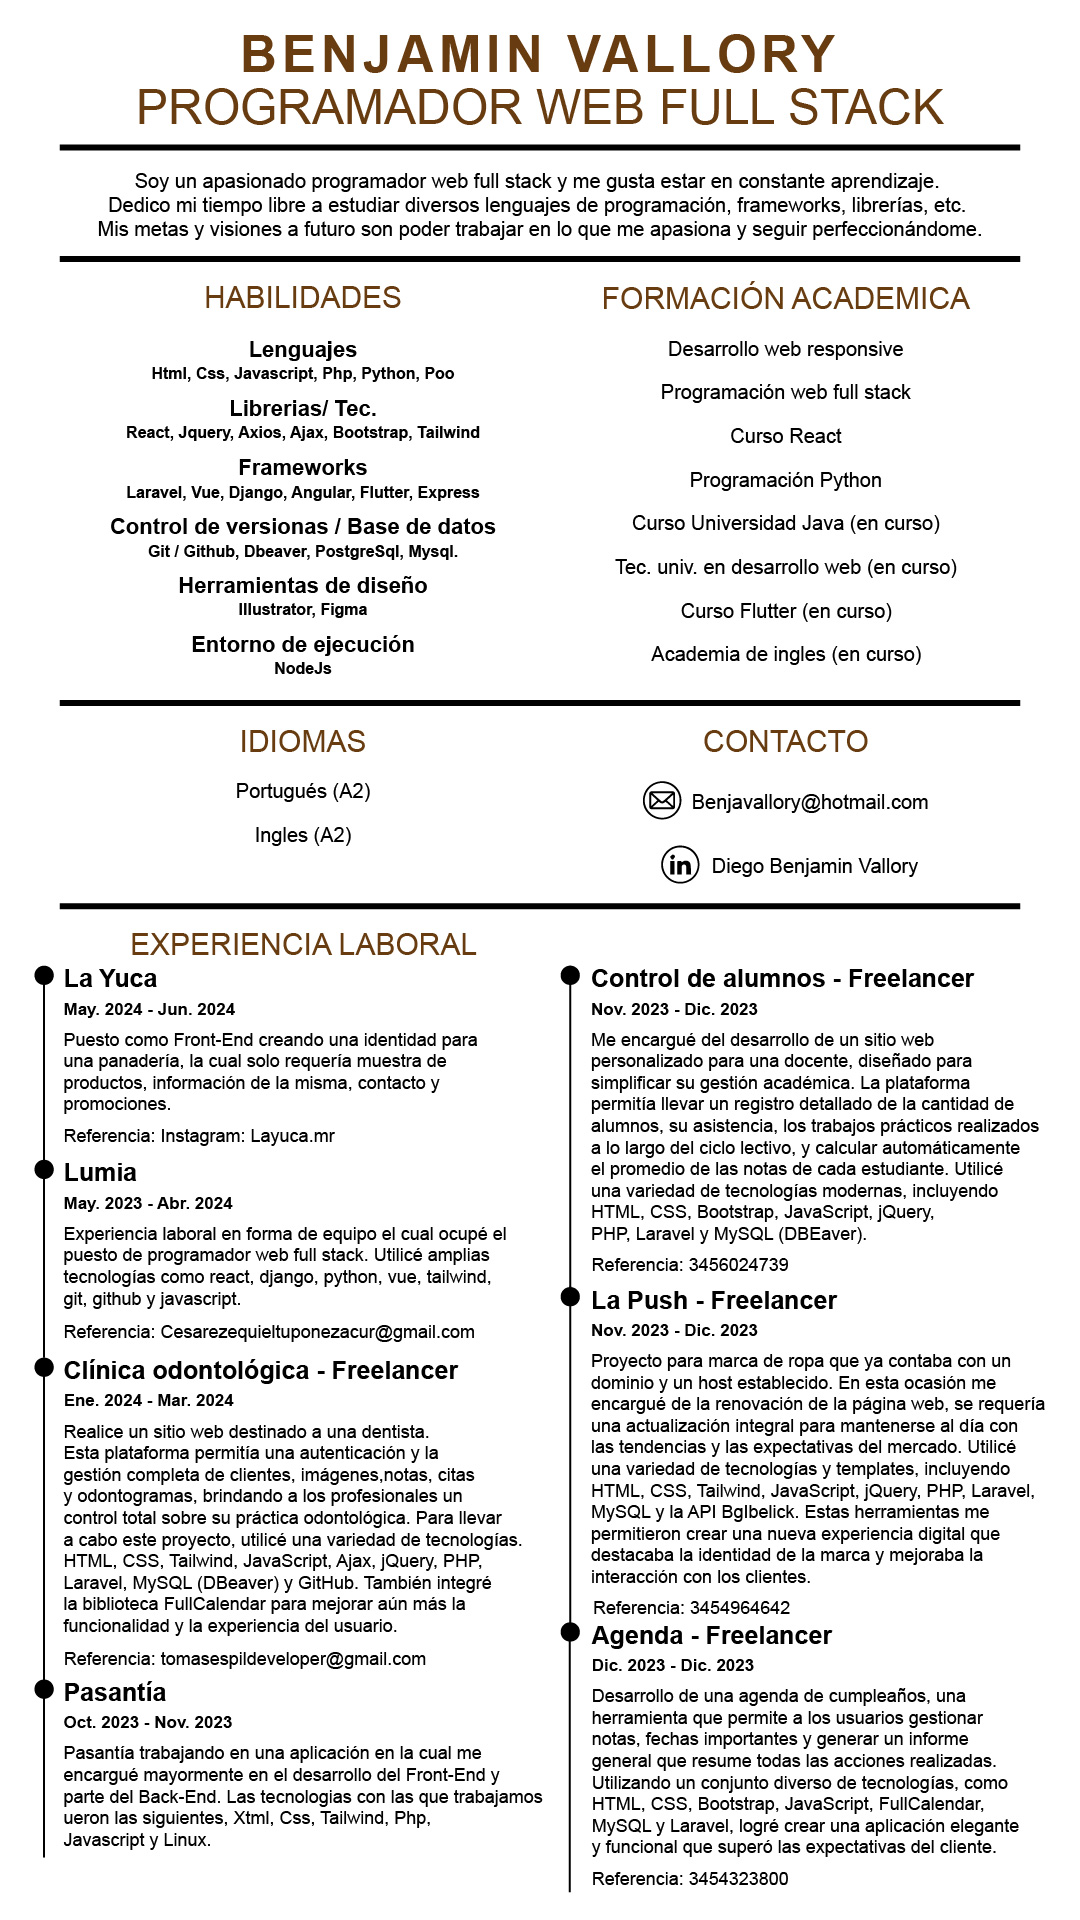 BENJAMIN VALLORY
PROGRAMADOR WEB FULL STACK
Soy un apasionado programador web full stack y me gusta estar en constante aprendizaje.
Dedico mi tiempo libre a estudiar diversos lenguajes de programación, frameworks, librerías, etc.
Mis metas y visiones a futuro son poder trabajar en lo que me apasiona y seguir perfeccionándome.
HABILIDADES
Lenguajes
Html, Css, Javascript, Php, Python, Poo
Librerias/ Tec.
React, Jquery, Axios, Ajax, Bootstrap, Tailwind
Frameworks
Laravel, Vue, Django, Angular, Flutter, Express
Control de versionas / Base de datos
Git / Github, Dbeaver, PostgreSql, Mysql.
Herramientas de diseño
Illustrator, Figma
Entorno de ejecución
NodeJs
FORMACIÓN ACADEMICA
Desarrollo web responsive
Programación web full stack
Curso React
Programación Python
Curso Universidad Java (en curso)
Tec. univ. en desarrollo web (en curso)
Curso Flutter (en curso)
Academia de ingles (en curso)
IDIOMAS
Portugués (A2)
Ingles (A2)
CONTACTO
Benjavallory@hotmail.com
in Diego Benjamin Vallory
EXPERIENCIA LABORAL
La Yuca
May. 2024 - Jun. 2024
Puesto como Front-End creando una identidad para
una panadería, la cual solo requería muestra de
productos, información de la misma, contacto y
promociones.
Referencia: Instagram: Layuca.mr
Lumia
May. 2023 - Abr. 2024
Experiencia laboral en forma de equipo el cual ocupé el
puesto de programador web full stack. Utilicé amplias
tecnologías como react, django, python, vue, tailwind,
git, github y javascript.
Referencia: Cesarezequieltuponezacur@gmail.com
Clínica odontológica - Freelancer
Ene. 2024 - Mar. 2024
Realice un sitio web destinado a una dentista.
Esta plataforma permitía una autenticación y la
gestión completa de clientes, imágenes,notas, citas
y odontogramas, brindando a los profesionales un
control total sobre su práctica odontológica. Para llevar
a cabo este proyecto, utilicé una variedad de tecnologías.
HTML, CSS, Tailwind, JavaScript, Ajax, jQuery, PHP,
Laravel, MySQL (DBeaver) y GitHub. También integré
la biblioteca FullCalendar para mejorar aún más la
funcionalidad y la experiencia del usuario.
Referencia: tomasespildeveloper@gmail.com
Pasantía
Oct. 2023 - Nov. 2023
Pasantía trabajando en una aplicación en la cual me
encargué mayormente en el desarrollo del Front-End y
parte del Back-End. Las tecnologias con las que trabajamos
ueron las siguientes, Xtml, Css, Tailwind, Php,
Javascript y Linux.
Control de alumnos - Freelancer
Nov. 2023 - Dic. 2023
Me encargué del desarrollo de un sitio web
personalizado para una docente, diseñado para
simplificar su gestión académica. La plataforma
permitía llevar un registro detallado de la cantidad de
alumnos, su asistencia, los trabajos prácticos realizados
a lo largo del ciclo lectivo, y calcular automáticamente
el promedio de las notas de cada estudiante. Utilicé
una variedad de tecnologías modernas, incluyendo
HTML, CSS, Bootstrap, JavaScript, jQuery,
PHP, Laravel y MySQL (DBEaver).
Referencia: 3456024739
La Push - Freelancer
Nov. 2023 - Dic. 2023
Proyecto para marca de ropa que ya contaba con un
dominio y un host establecido. En esta ocasión me
encargué de la renovación de la página web, se requería
una actualización integral para mantenerse al día con
las tendencias y las expectativas del mercado. Utilicé
una variedad de tecnologías y templates, incluyendo
HTML, CSS, Tailwind, JavaScript, jQuery, PHP, Laravel,
MySQL y la API Bglbelick. Estas herramientas me
permitieron crear una nueva experiencia digital que
destacaba la identidad de la marca y mejoraba la
interacción con los clientes.
Referencia: 3454964642
Agenda - Freelancer
Dic. 2023 - Dic. 2023
Desarrollo de una agenda de cumpleaños, una
herramienta que permite a los usuarios gestionar
notas, fechas importantes y generar un informe
general que resume todas las acciones realizadas.
Utilizando un conjunto diverso de tecnologías, como
HTML, CSS, Bootstrap, JavaScript, FullCalendar,
MySQL y Laravel, logré crear una aplicación elegante
y funcional que superó las expectativas del cliente.
Referencia: 3454323800